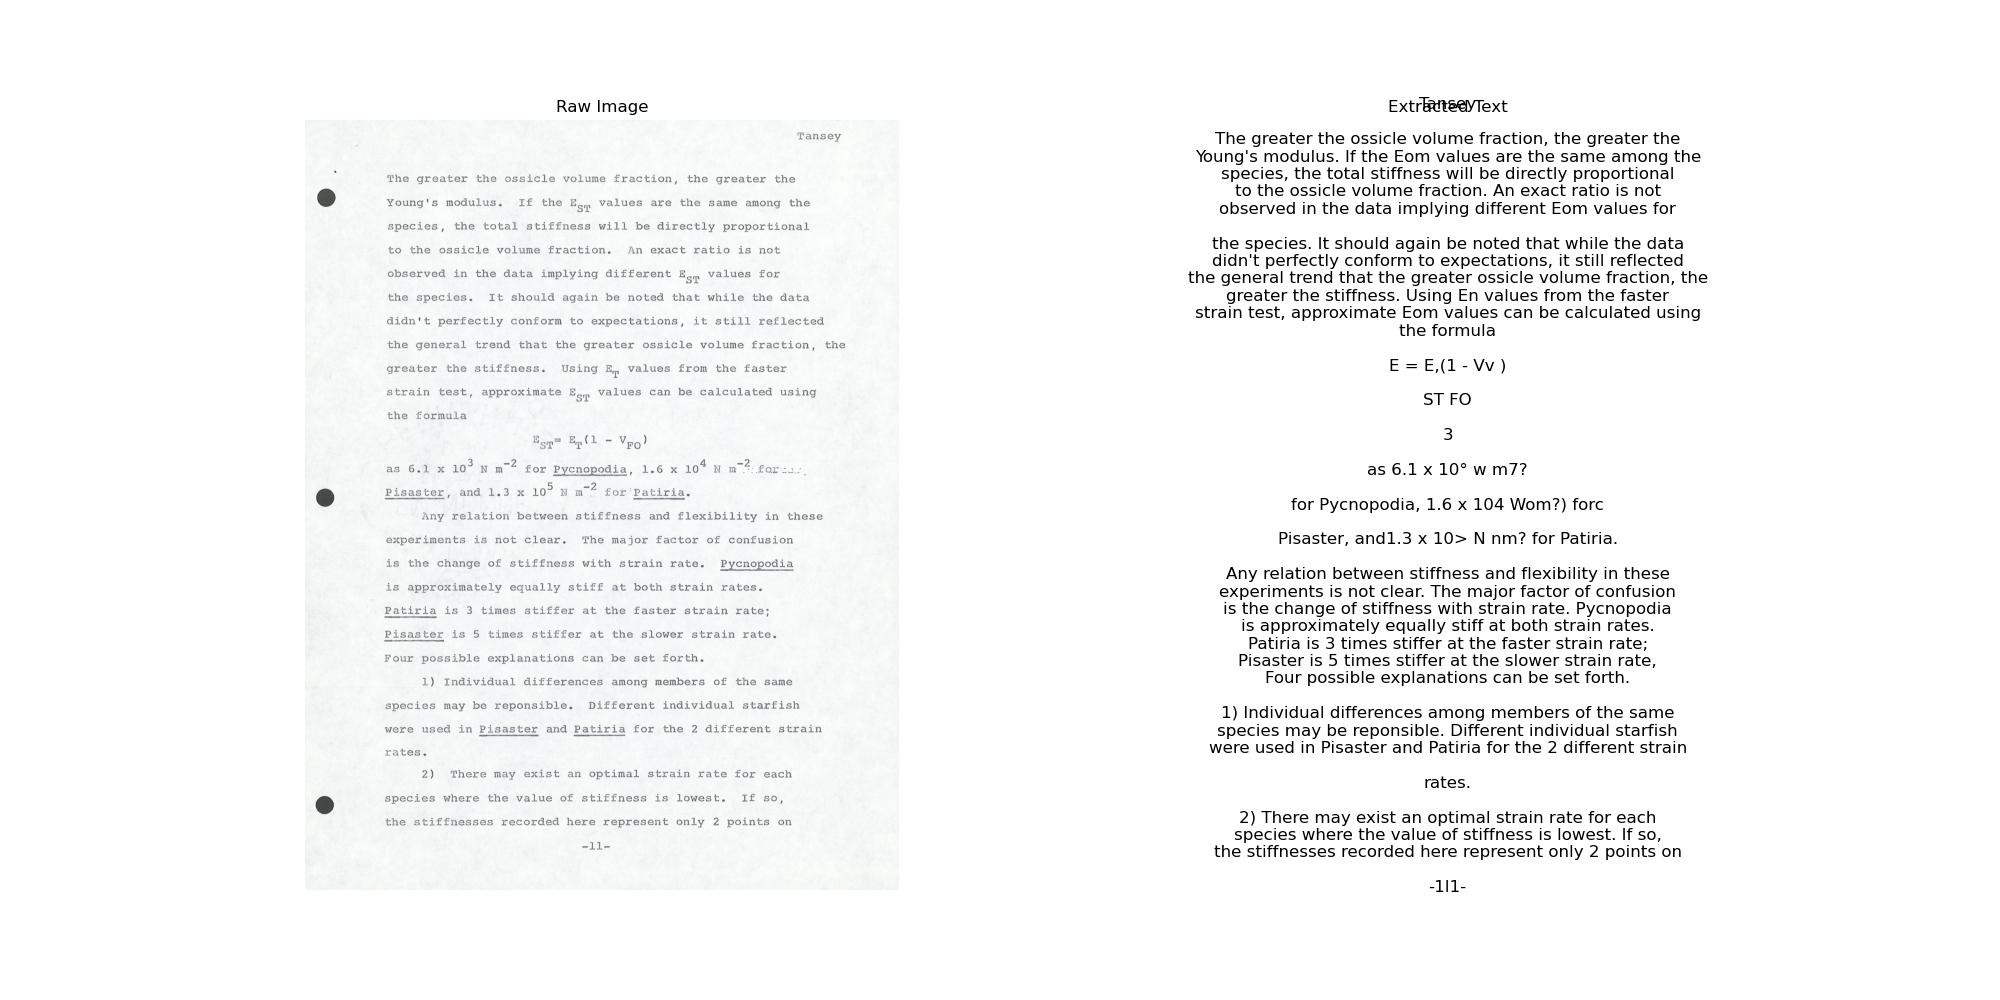 Raw Image
Tansey
The greater the ossicle volume fraction, the greater the
Young's modulus. If the E_ST values are the same among the
species, the total stiffness will be directly proportional
to the ossicle volume fraction. An exact ratio is not
observed in the data implying different E_ST values for
the species. It should again be noted that while the data
didn't perfectly conform to expectations, it still reflected
the general trend that the greater ossicle volume fraction, the
greater the stiffness. Using E_T values from the faster
strain test, approximate E_ST values can be calculated using
the formula
E_ST= E_T(1 - V_FO)
as 6.1 x 10^3 N m^-2 for Pycnopodia, 1.6 x 10^4 N m^-2 for
Pisaster, and 1.3 x 10^5 N m^-2 for Patiria.
Any relation between stiffness and flexibility in these
experiments is not clear. The major factor of confusion
is the change of stiffness with strain rate. Pycnopodia
is approximately equally stiff at both strain rates.
Patiria is 3 times stiffer at the faster strain rate;
Pisaster is 5 times stiffer at the slower strain rate.
Four possible explanations can be set forth.
1) Individual differences among members of the same
species may be reponsible. Different individual starfish
were used in Pisaster and Patiria for the 2 different strain
rates.
2) There may exist an optimal strain rate for each
species where the value of stiffness is lowest. If so,
the stiffnesses recorded here represent only 2 points on
-11-
Extracted Text
Tansey
The greater the ossicle volume fraction, the greater the
Young's modulus. If the Eom values are the same among the
species, the total stiffness will be directly proportional
to the ossicle volume fraction. An exact ratio is not
observed in the data implying different Eom values for
the species. It should again be noted that while the data
didn't perfectly conform to expectations, it still reflected
the general trend that the greater ossicle volume fraction, the
greater the stiffness. Using En values from the faster
strain test, approximate Eom values can be calculated using
the formula
E = E,(1 - Vv )
ST FO
3
as 6.1 x 10° w m7?
for Pycnopodia, 1.6 x 104 Wom?) forc
Pisaster, and1.3 x 10> N nm? for Patiria.
Any relation between stiffness and flexibility in these
experiments is not clear. The major factor of confusion
is the change of stiffness with strain rate. Pycnopodia
is approximately equally stiff at both strain rates.
Patiria is 3 times stiffer at the faster strain rate;
Pisaster is 5 times stiffer at the slower strain rate,
Four possible explanations can be set forth.
1) Individual differences among members of the same
species may be reponsible. Different individual starfish
were used in Pisaster and Patiria for the 2 different strain
rates.
2) There may exist an optimal strain rate for each
species where the value of stiffness is lowest. If so,
the stiffnesses recorded here represent only 2 points on
-1l1-